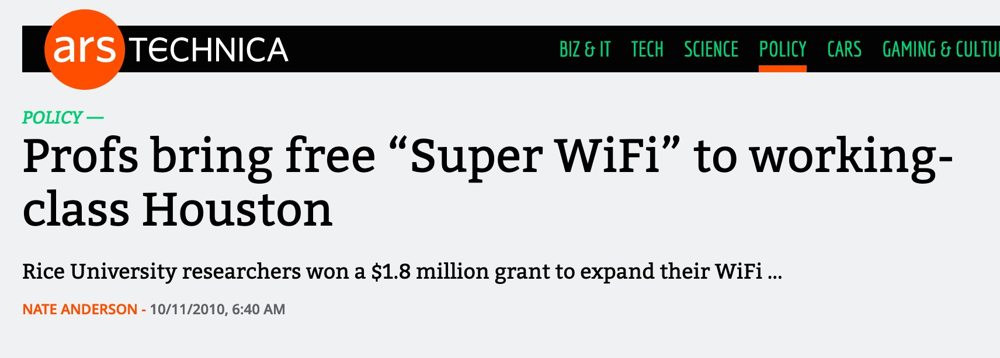 ars TECHNICA
BIZ & IT TECH SCIENCE POLICY CARS GAMING & CULTU
POLICY —
Profs bring free “Super WiFi” to working-
class Houston
Rice University researchers won a $1.8 million grant to expand their WiFi ...
NATE ANDERSON - 10/11/2010, 6:40 AM